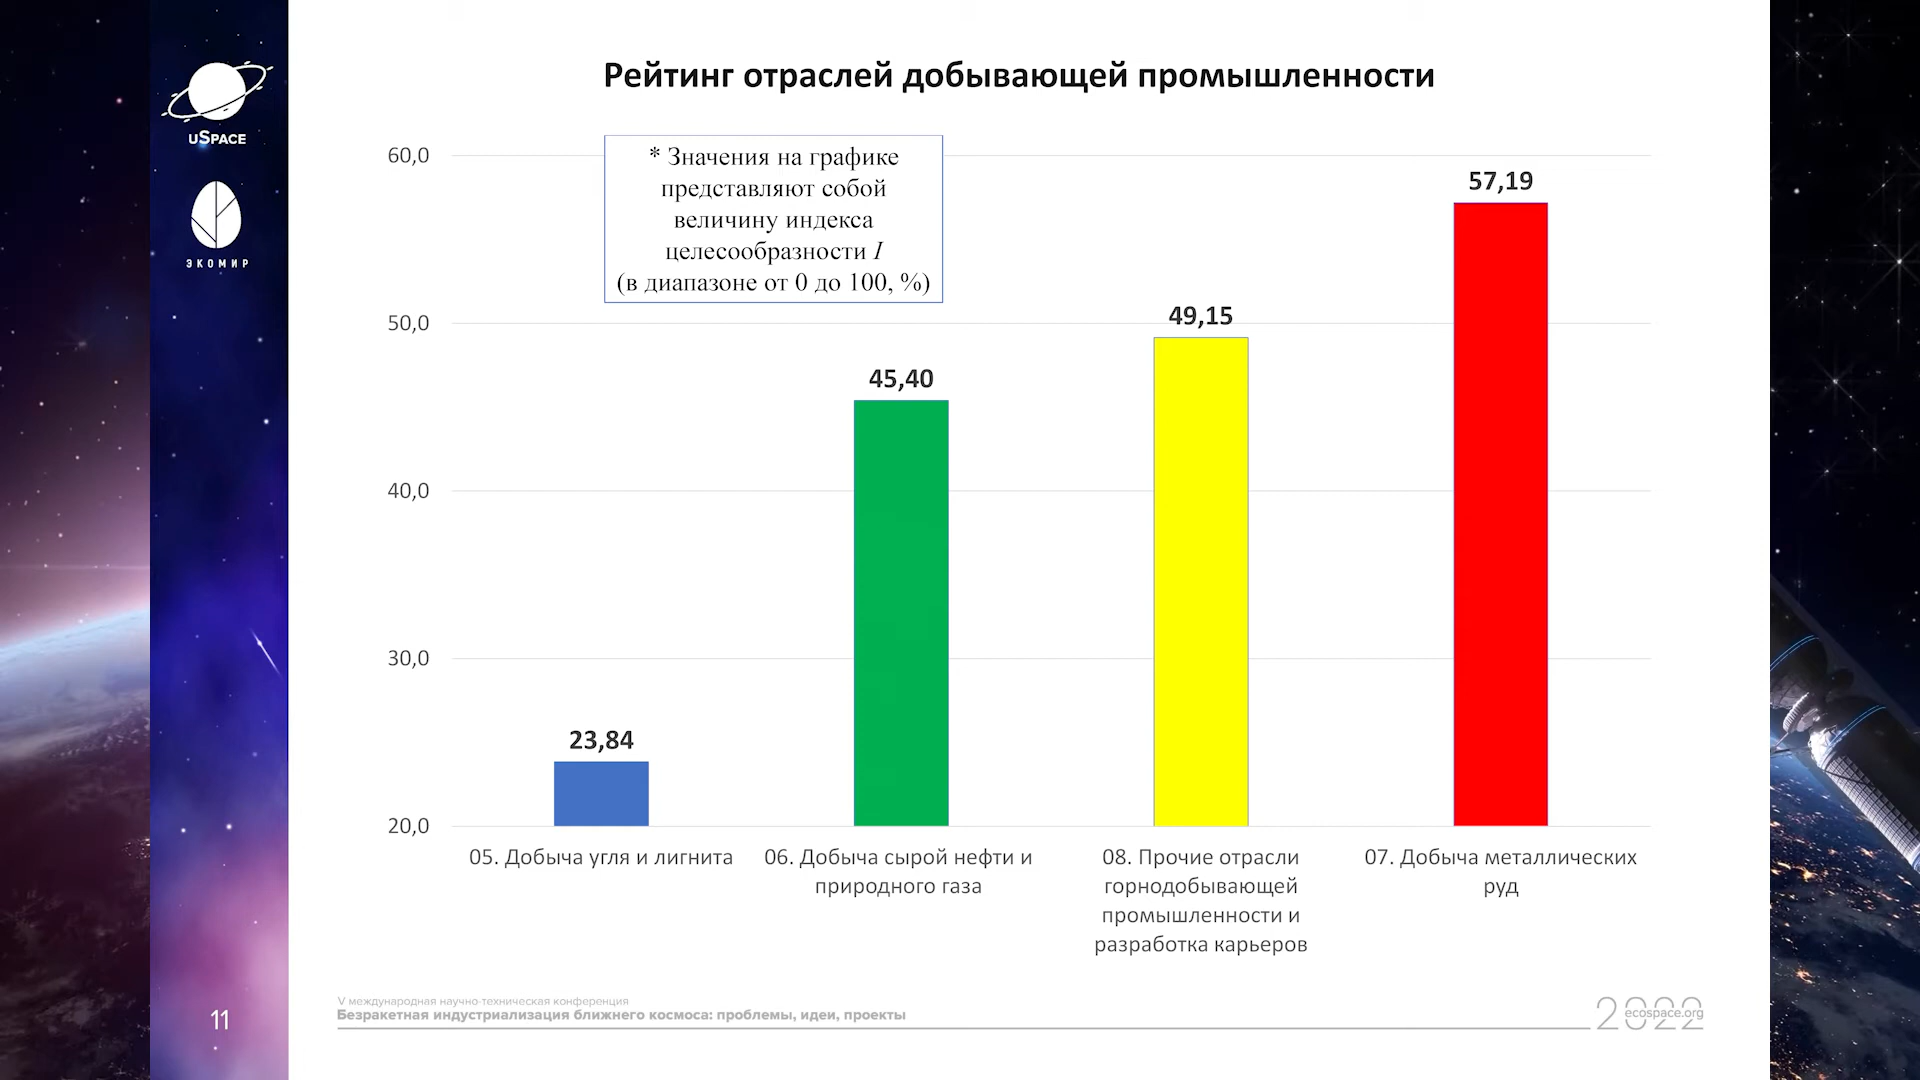 uSpace
ЭКОМИР
Рейтинг отраслей добывающей промышленности
* Значения на графике
представляют собой
величину индекса
целесообразности I
(в диапазоне от 0 до 100, %)
60,0
50,0
40,0
30,0
20,0
23,84
45,40
49,15
57,19
05. Добыча угля и лигнита
06. Добыча сырой нефти и
природного газа
08. Прочие отрасли
горнодобывающей
промышленности и
разработка карьеров
07. Добыча металлических
руд
11
V международная научно-техническая конференция
Безракетная индустриализация ближнего космоса: проблемы, идеи, проекты
2022
ecospace.org